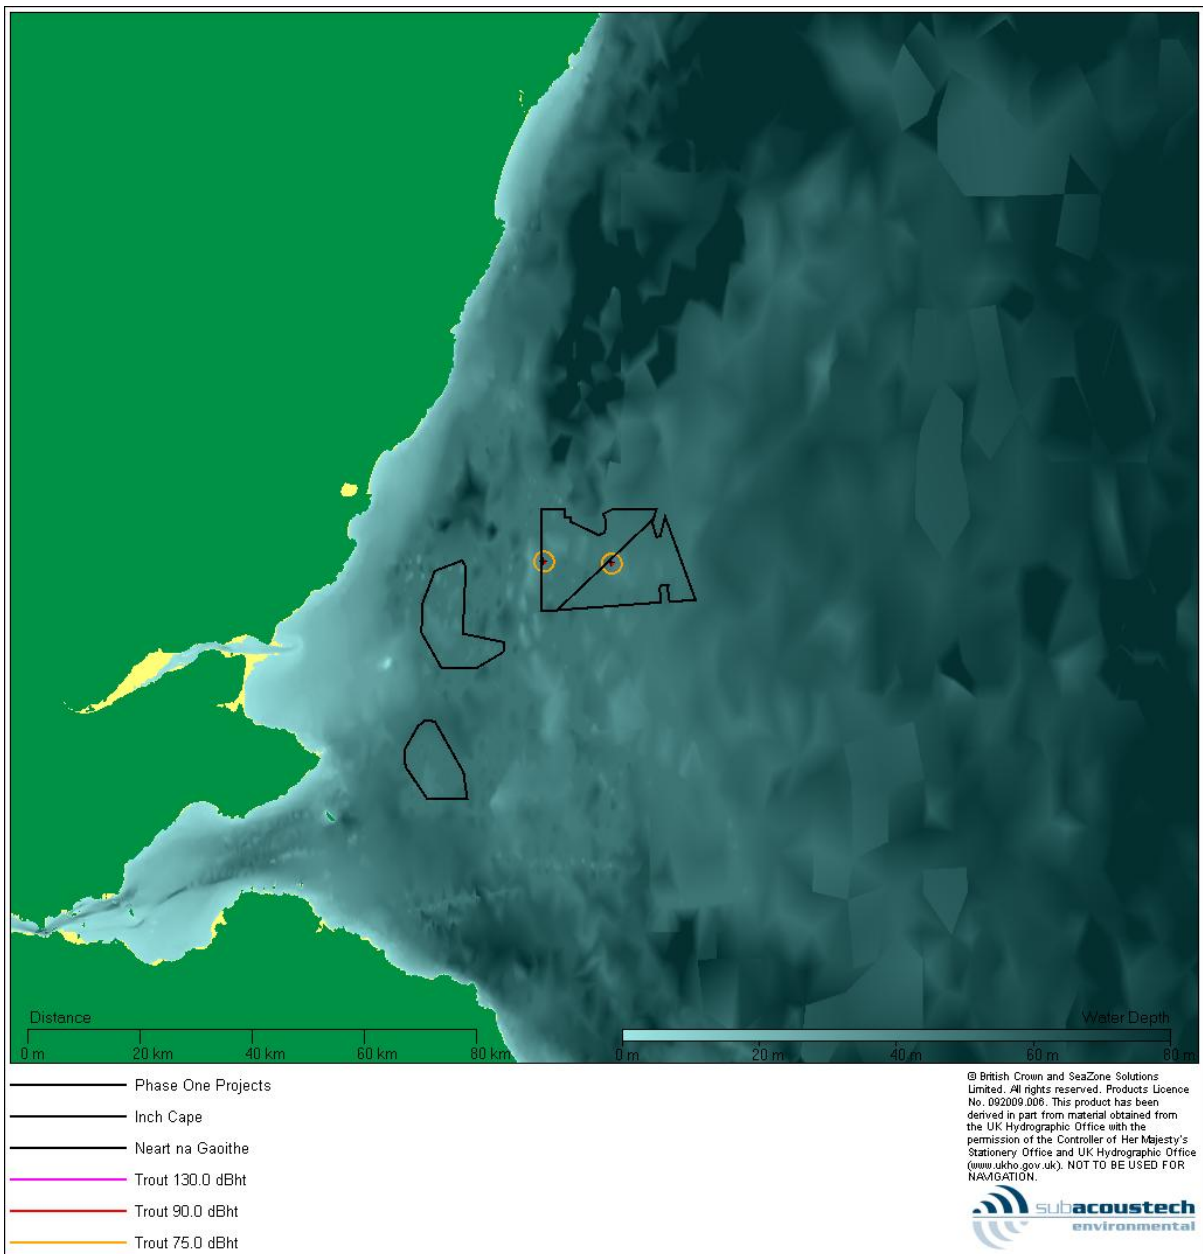 Distance
Water Depth
0 m 20 km 40 km 60 km 80 km
0 m 20 m 40 m 60 m 80 m
Phase One Projects
Inch Cape
Neart na Gaoithe
Trout 130.0 dBht
Trout 90.0 dBht
Trout 75.0 dBht
© British Crown and SeaZone Solutions
Limited. All rights reserved. Products Licence
No. 092009.006. This product has been
derived in part from material obtained from
the UK Hydrographic Office with the
permission of the Controller of Her Majesty's
Stationery Office and UK Hydrographic Office
(www.ukho.gov.uk). NOT TO BE USED FOR
NAVIGATION.
subacoustech
environmental